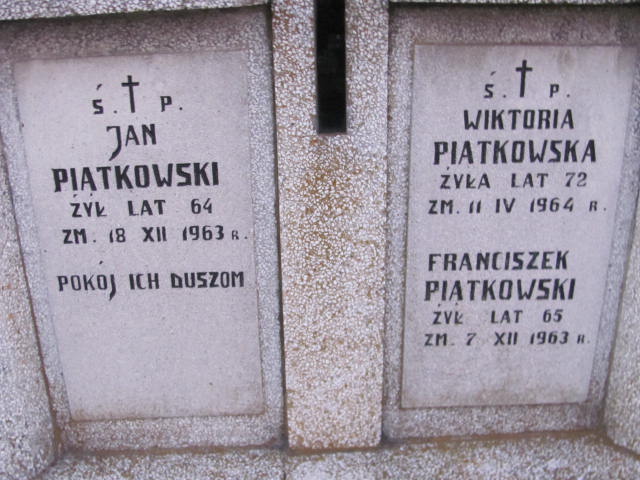 Ś. P.
JAN
PIĄTKOWSKI
ŻYŁ LAT 64
ZM. 18 XII 1963 R.
POKÓJ ICH DUSZOM
Ś. P.
WIKTORIA
PIĄTKOWSKA
ŻYŁA LAT 72
ZM. 11 IV 1964 R.
FRANCISZEK
PIĄTKOWSKI
ŻYŁ LAT 65
ZM. 7 XII 1963 R.